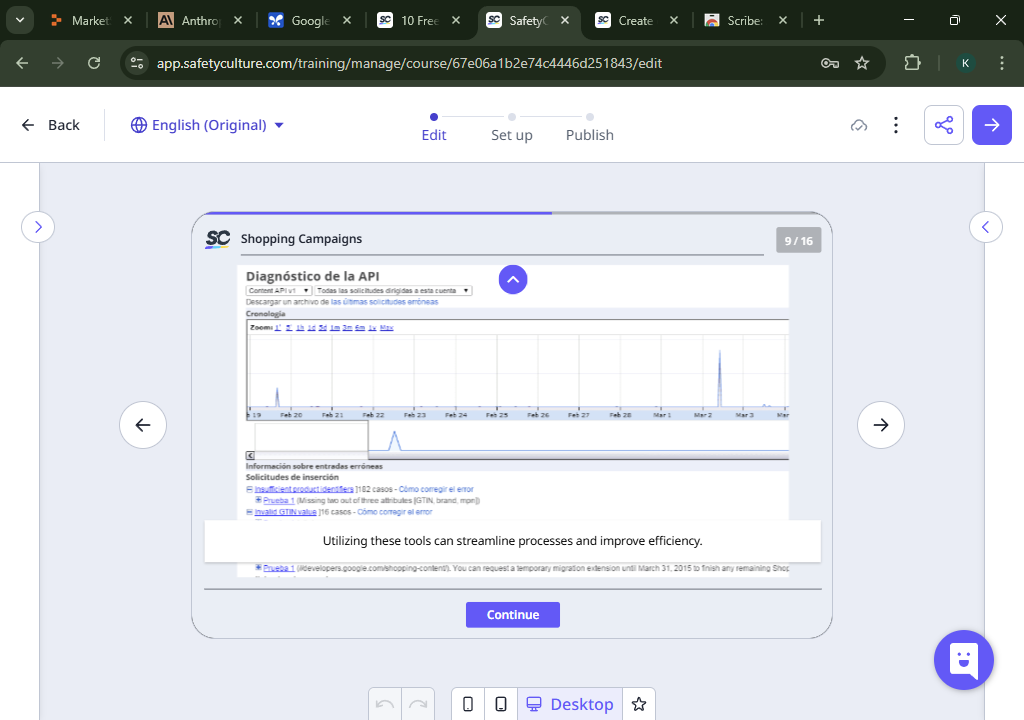 Market
Anthrop
Google
10 Free
SafetyC
Create
Scribe:
app.safetyculture.com/training/manage/course/67e06a1b2e74c4446d251843/edit
K
Back
English (Original)
Edit
Set up
Publish
SC Shopping Campaigns
9 / 16
Diagnóstico de la API
Content API v1 Todas las solicitudes dirigidas a esta cuenta
Descargar un archivo de las últimas solicitudes erróneas
Cronología
Zoom: 1' 5' 1h 1d 5d 1m 3m 6m 1y Max
19 Feb 20 Feb 21 Feb 22 Feb 23 Feb 24 Feb 25 Feb 26 Feb 27 Feb 28 Mar 1 Mar 2 Mar 3 Mar
Información sobre entradas erróneas
Solicitudes de inserción
Insufficient product identifiers ]182 casos - Cómo corregir el error
Prueba 1 (Missing two out of three attributes [GTIN, brand, mpn])
Invalid GTIN value ]16 casos - Cómo corregir el error
Utilizing these tools can streamline processes and improve efficiency.
Prueba 1 (//developers.google.com/shopping-content/). You can request a temporary migration extension until March 31, 2015 to finish any remaining Shop
Continue
Desktop